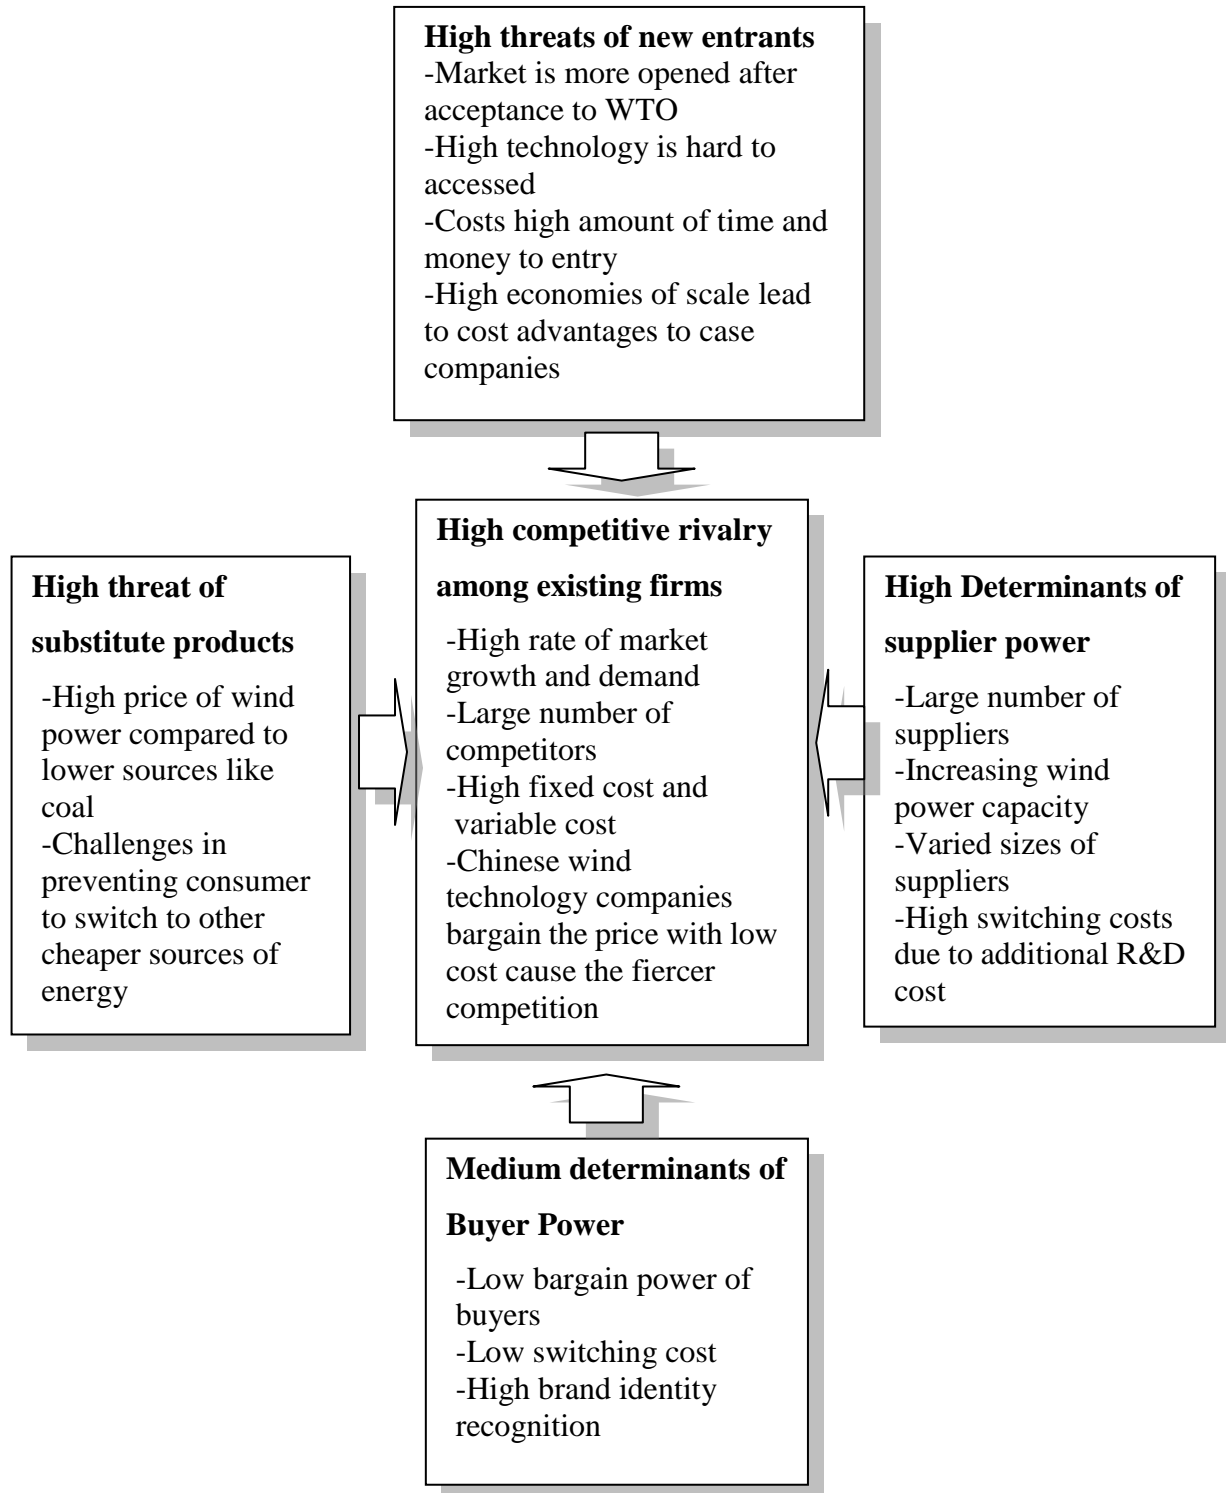 High threats of new entrants
-Market is more opened after
acceptance to WTO
-High technology is hard to
accessed
-Costs high amount of time and
money to entry
-High economies of scale lead
to cost advantages to case
companies
High threat of
substitute products
-High price of wind
power compared to
lower sources like
coal
-Challenges in
preventing consumer
to switch to other
cheaper sources of
energy
High competitive rivalry
among existing firms
-High rate of market
growth and demand
-Large number of
competitors
-High fixed cost and
variable cost
-Chinese wind
technology companies
bargain the price with low
cost cause the fiercer
competition
High Determinants of
supplier power
-Large number of
suppliers
-Increasing wind
power capacity
-Varied sizes of
suppliers
-High switching costs
due to additional R&D
cost
Medium determinants of
Buyer Power
-Low bargain power of
buyers
-Low switching cost
-High brand identity
recognition